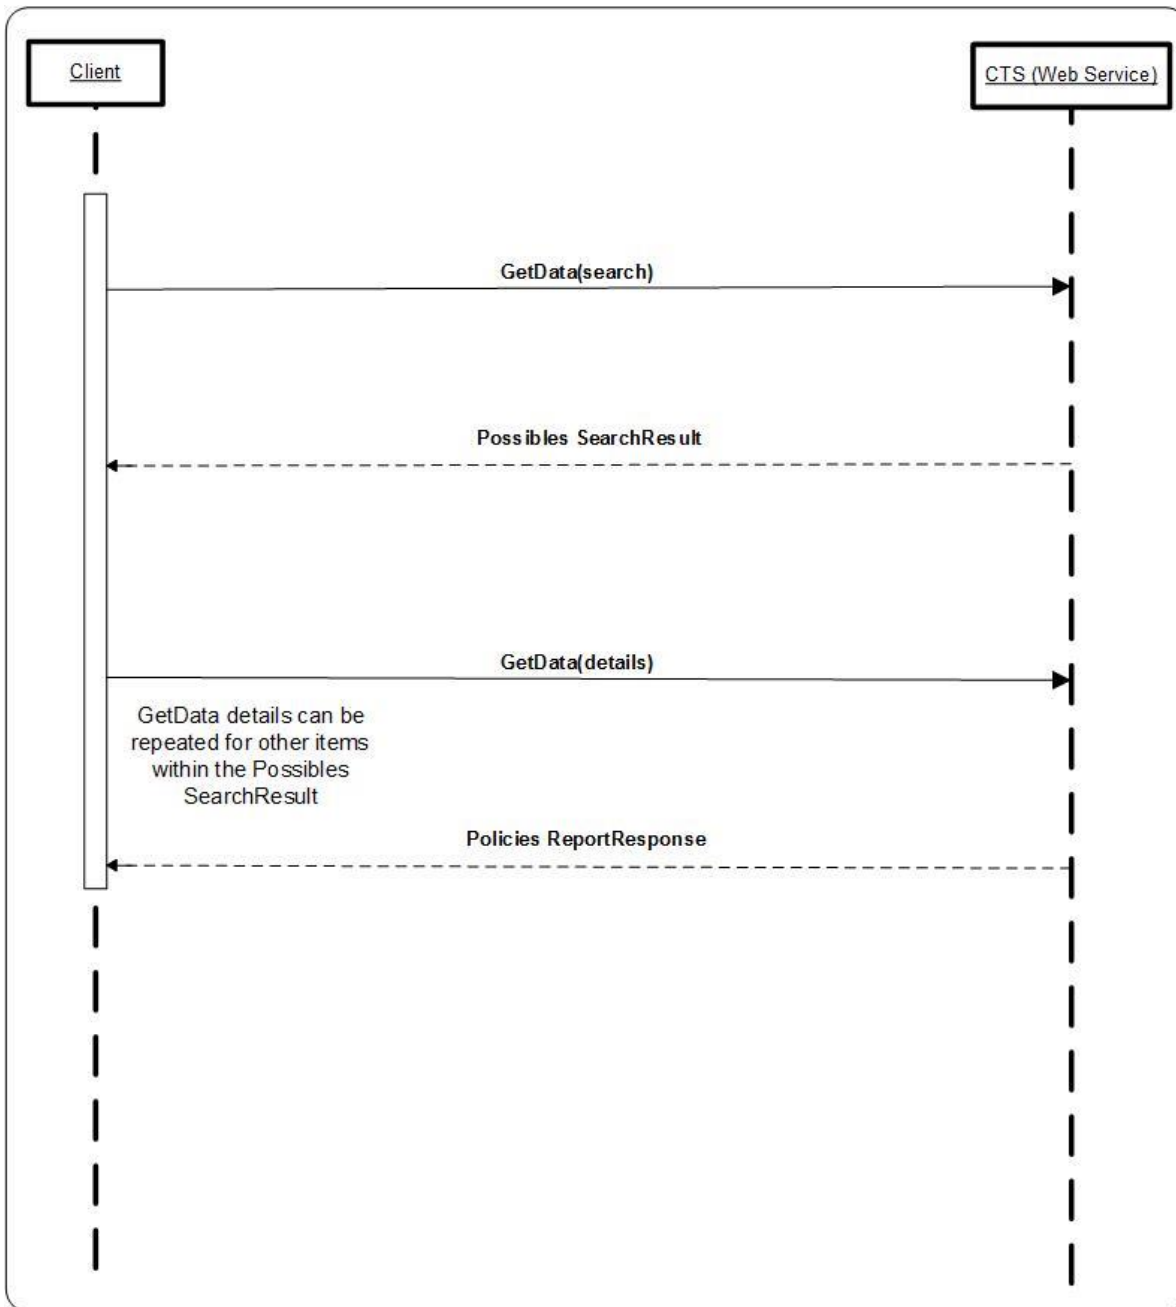 Client
CTS (Web Service)
GetData(search)
Possibles SearchResult
GetData(details)
GetData details can be
repeated for other items
within the Possibles
SearchResult
Policies ReportResponse